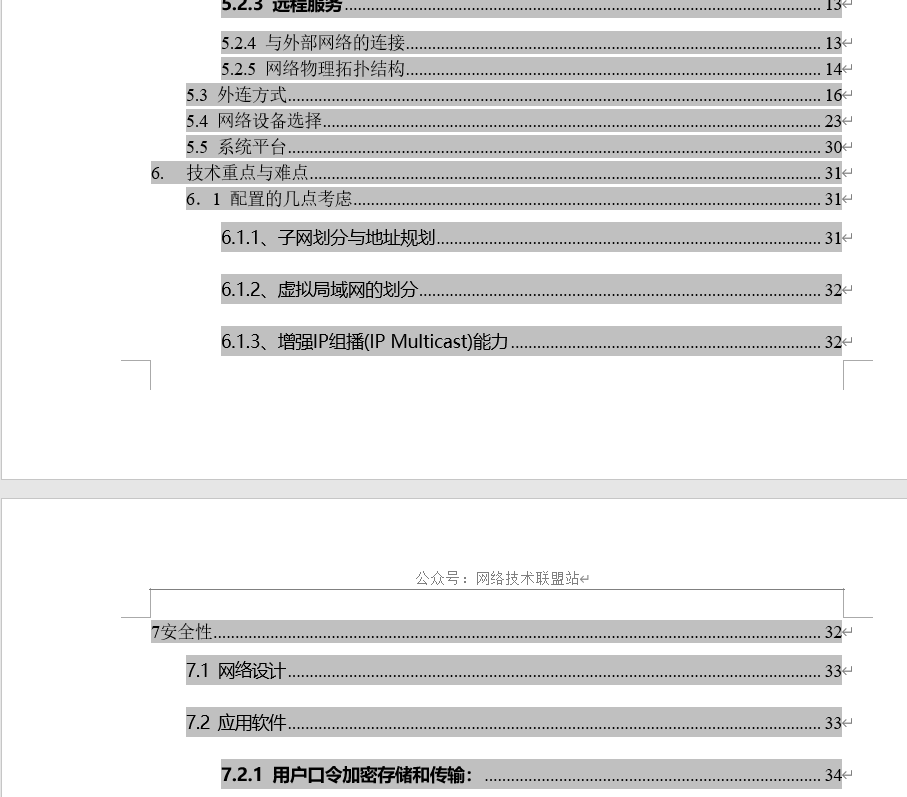 5.2.3 远程服务........................................ 13
5.2.4 与外部网络的连接........................................ 13
5.2.5 网络物理拓扑结构........................................ 14
5.3 外连方式........................................ 16
5.4 网络设备选择........................................ 23
5.5 系统平台........................................ 30
6. 技术重点与难点........................................ 31
6．1 配置的几点考虑........................................ 31
6.1.1、子网划分与地址规划........................................ 31
6.1.2、虚拟局域网的划分........................................ 32
6.1.3、增强IP组播(IP Multicast)能力........................................ 32
公众号：网络技术联盟站
7安全性........................................ 32
7.1 网络设计........................................ 33
7.2 应用软件........................................ 33
7.2.1 用户口令加密存储和传输：........................................ 34